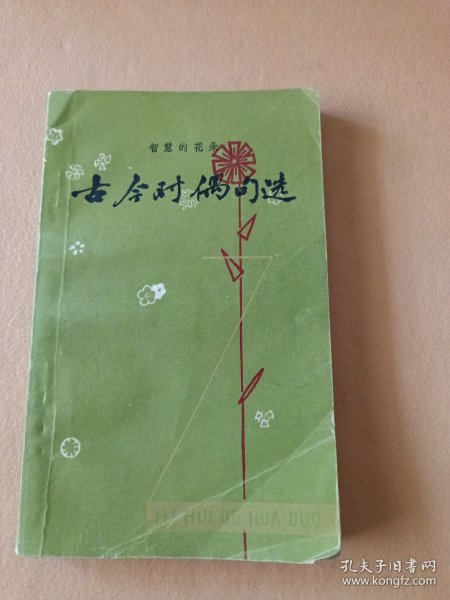 智慧的花朵
古今对偶句选
ZHI HUI DE HUA DUO
孔夫子旧书网
www.kongfz.com